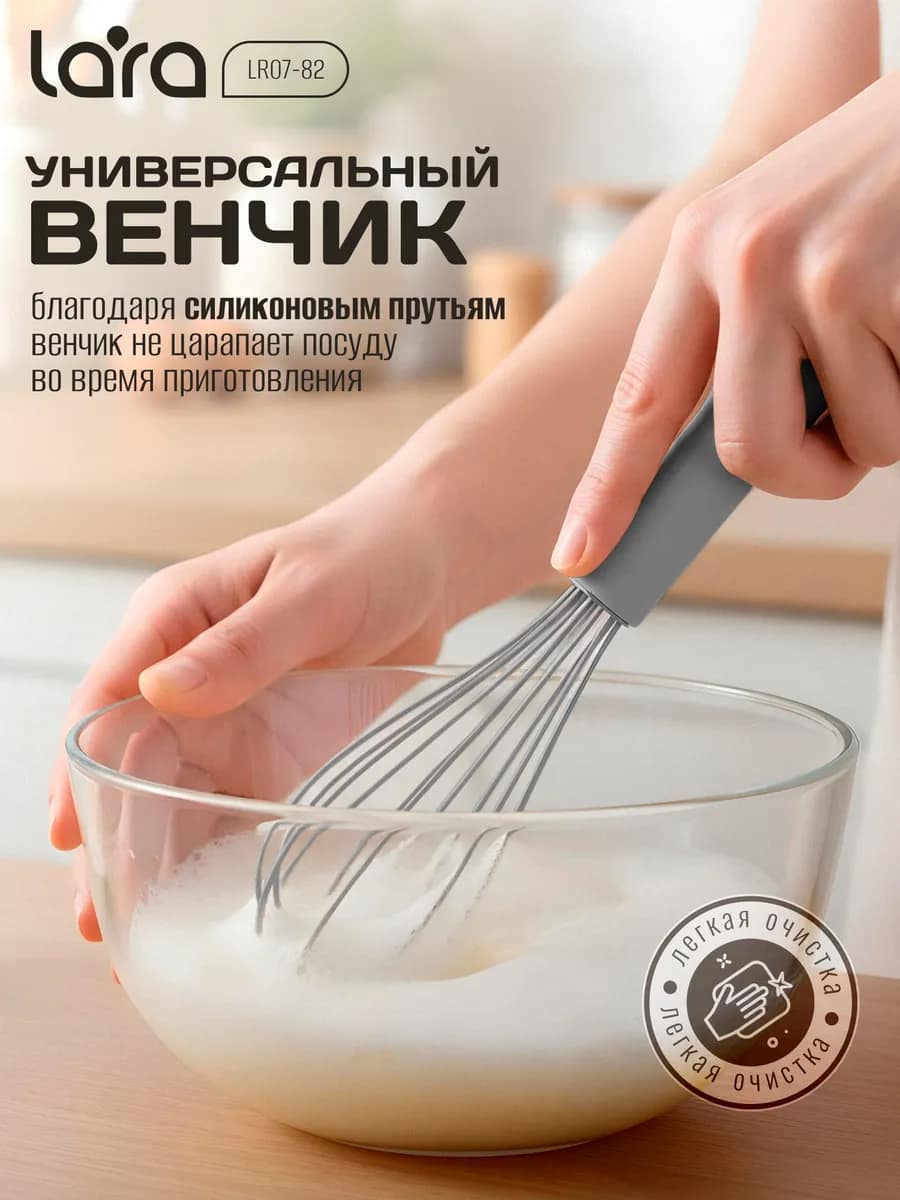 lara
LR07-82
УНИВЕРСАЛЬНЫЙ
ВЕНЧИК
благодаря силиконовым прутьям
венчик не царапает посуду
во время приготовления
легкая очистка
легкая очистка